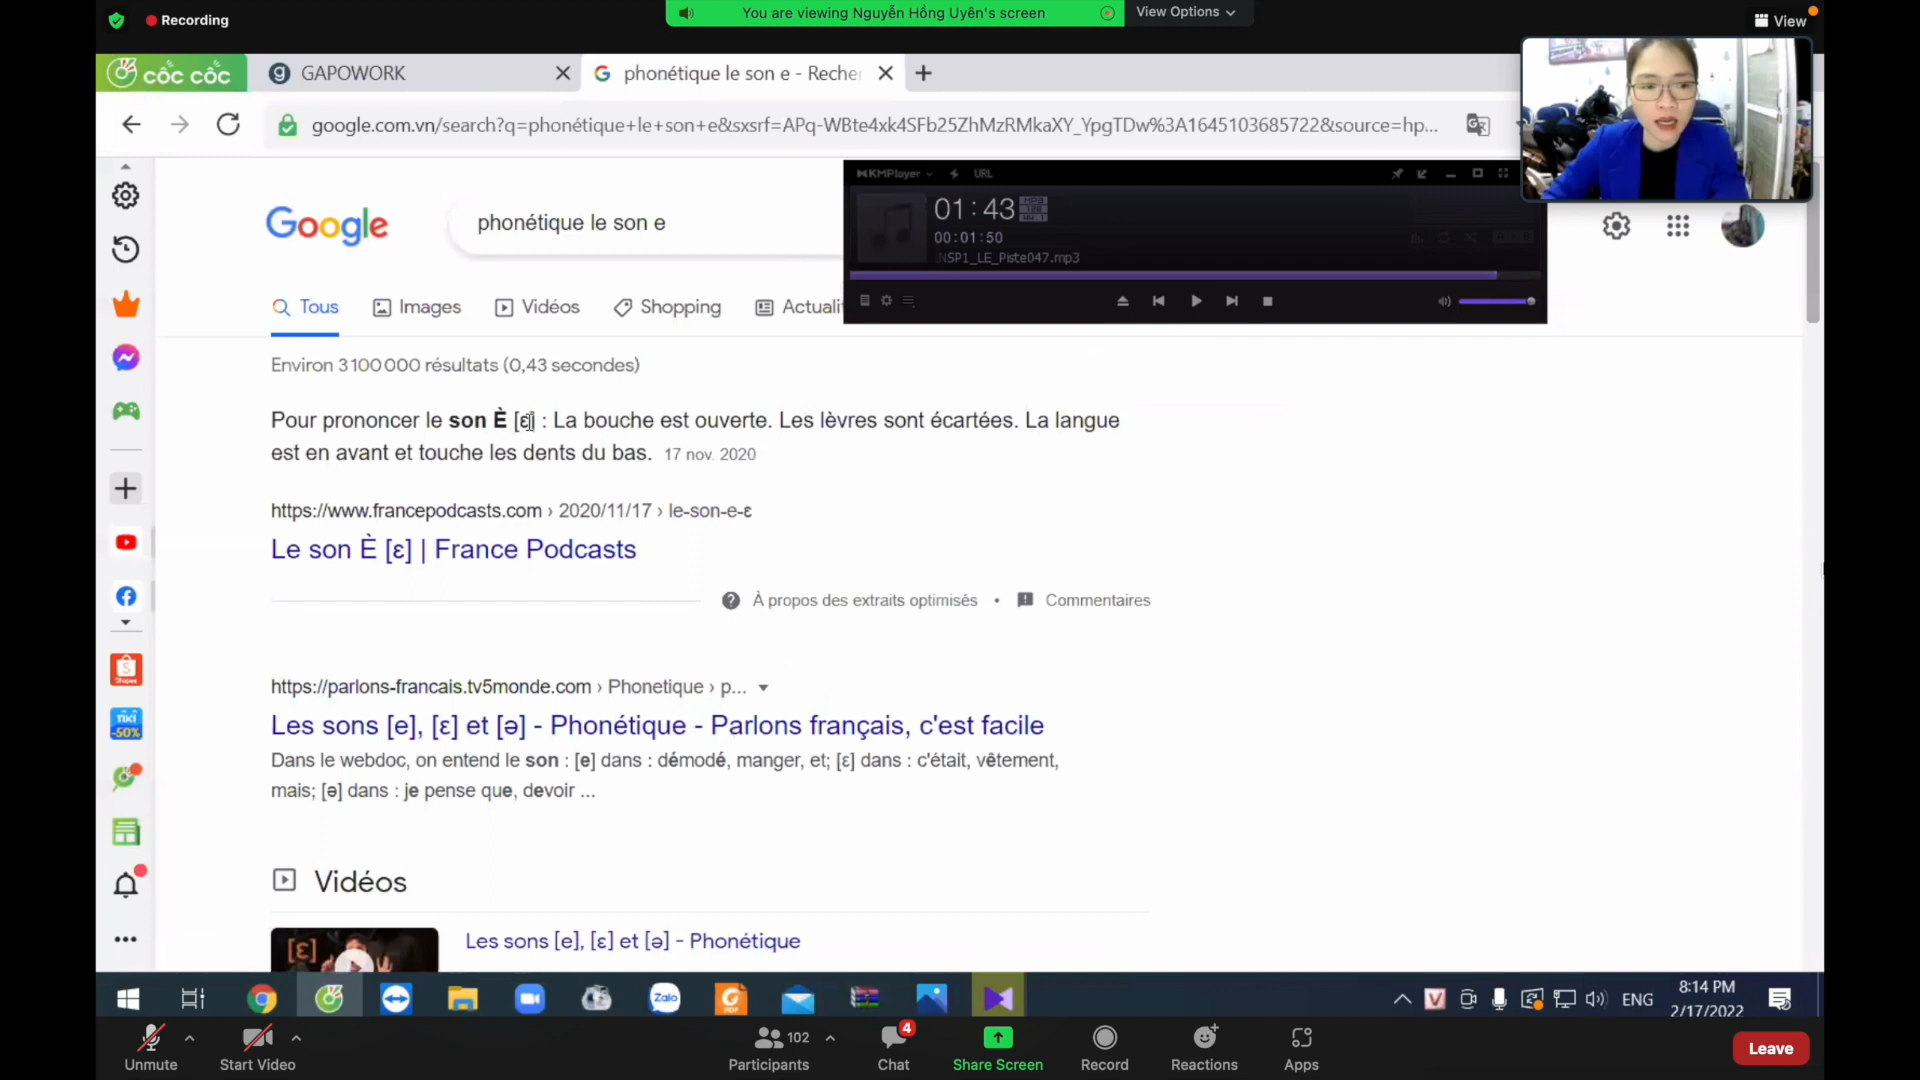 Recording
You are viewing Nguyễn Hồng Uyên's screen
View Options
View
cốc cốc
GAPOWORK
phonétique le son e - Recher
google.com.vn/search?q=phonétique+le+son+e&sxsrf=APq-WBte4xk4SFb25ZhMzRMkaXY_YpgTDw%3A1645103685722&source=hp...
KMPlayer
URL
01:43
MP3
00:01:50
NSP1_LE_Piste047.mp3
Google
phonétique le son e
Tous
Images
Vidéos
Shopping
Actualit
Environ 3 100 000 résultats (0,43 secondes)
Pour prononcer le son È [ε] : La bouche est ouverte. Les lèvres sont écartées. La langue
est en avant et touche les dents du bas. 17 nov. 2020
https://www.francepodcasts.com › 2020/11/17 › le-son-e-ε
Le son È [ε] | France Podcasts
À propos des extraits optimisés • Commentaires
https://parlons-francais.tv5monde.com › Phonetique › p...
Les sons [e], [ε] et [ə] - Phonétique - Parlons français, c'est facile
Dans le webdoc, on entend le son : [e] dans : démodé, manger, et; [ε] dans : c'était, vêtement,
mais; [ə] dans : je pense que, devoir ...
Vidéos
[ε]
Les sons [e], [ε] et [ə] - Phonétique
TIKI
-50%
Zalo
PDF
V
ENG
8:14 PM
2/17/2022
Unmute
Start Video
102
Participants
4
Chat
Share Screen
Record
Reactions
Apps
Leave